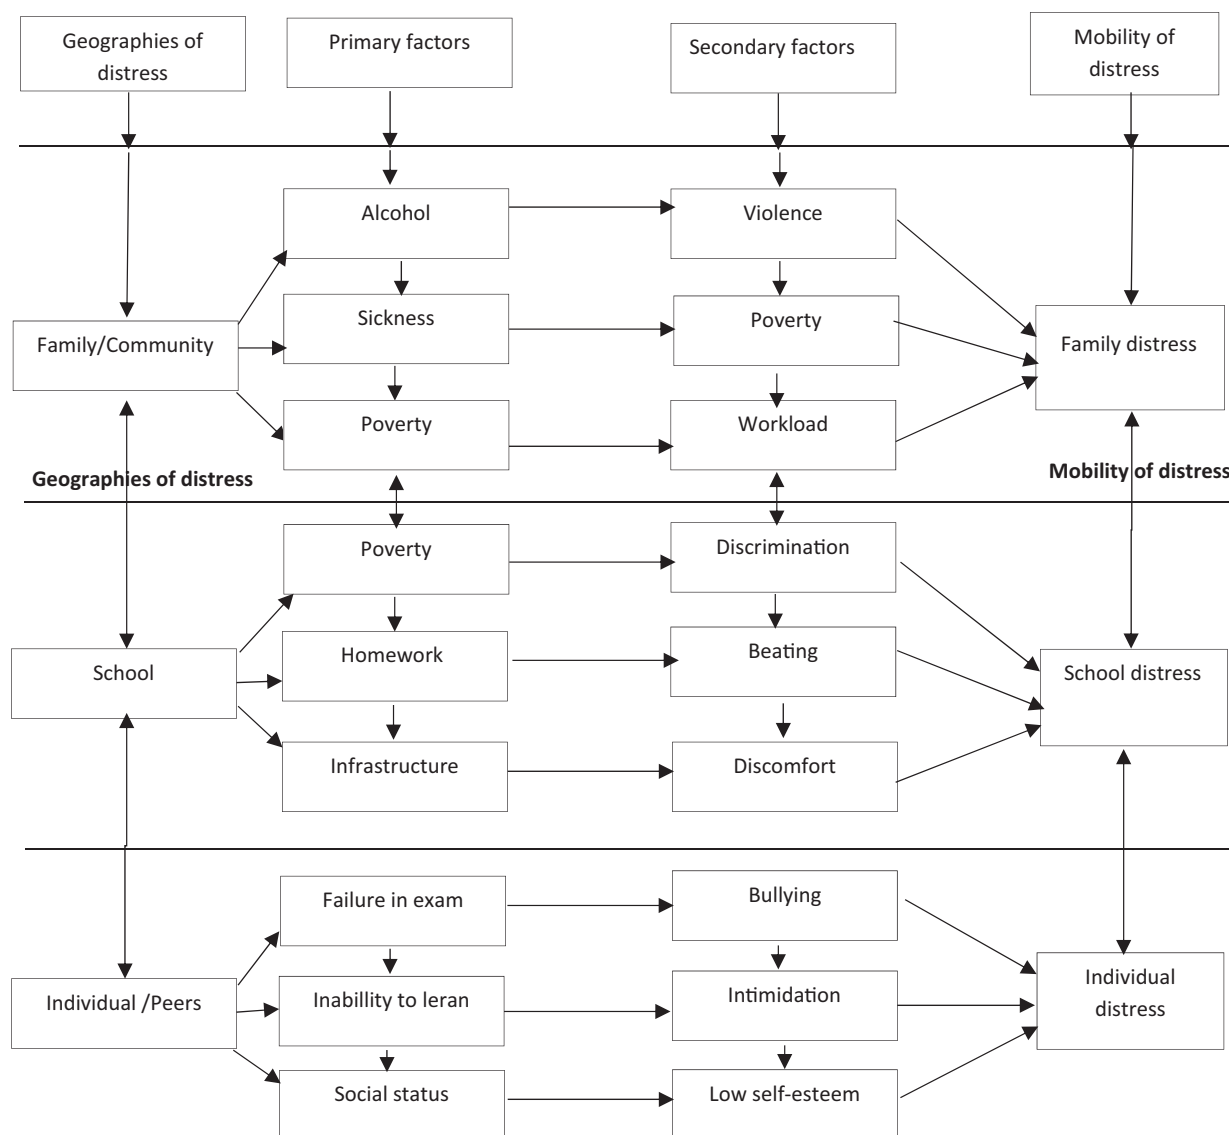 Geographies of
distress
Primary factors
Secondary factors
Mobility of
distress
Alcohol
Violence
Sickness
Poverty
Family/Community
Family distress
Poverty
Workload
Geographies of distress
Mobility of distress
Poverty
Discrimination
Homework
Beating
School
School distress
Infrastructure
Discomfort
Failure in exam
Bullying
Inabillity to leran
Intimidation
Individual /Peers
Individual
distress
Social status
Low self-esteem